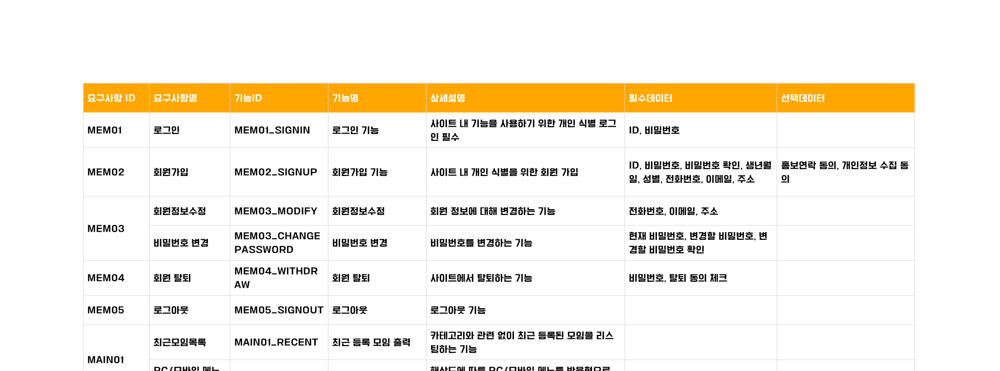 요구사항 ID 요구사항명 기능ID 기능명 상세설명 필수데이터 선택데이터
MEM01 로그인 MEM01_SIGNIN 로그인 기능 사이트 내 기능을 사용하기 위한 개인 식별 로그
인 필수 ID, 비밀번호
MEM02 회원가입 MEM02_SIGNUP 회원가입 기능 사이트 내 개인 식별을 위한 회원 가입 ID, 비밀번호, 비밀번호 확인, 생년월
일, 성별, 전화번호, 이메일, 주소 홍보연락 동의, 개인정보 수집 동
의
MEM03 회원정보수정 MEM03_MODIFY 회원정보수정 회원 정보에 대해 변경하는 기능 전화번호, 이메일, 주소
비밀번호 변경 MEM03_CHANGE
PASSWORD 비밀번호 변경 비밀번호를 변경하는 기능 현재 비밀번호, 변경할 비밀번호, 변
경할 비밀번호 확인
MEM04 회원 탈퇴 MEM04_WITHDR
AW 회원 탈퇴 사이트에서 탈퇴하는 기능 비밀번호, 탈퇴 동의 체크
MEM05 로그아웃 MEM05_SIGNOUT 로그아웃 로그아웃 기능
MAIN01 최근모임목록 MAIN01_RECENT 최근 등록 모임 출력 카테고리와 관련 없이 최근 등록된 모임을 리스
팅하는 기능
PC/모바일 메뉴 해상도에 따른 PC/모바일 메뉴를 반응형으로